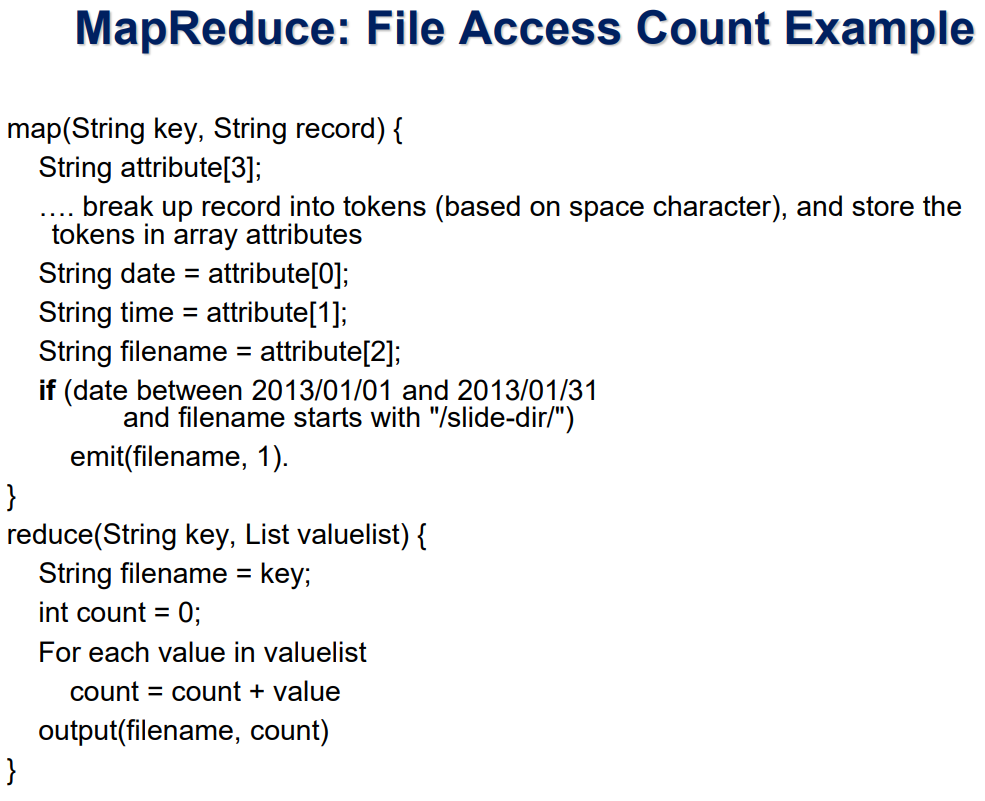 MapReduce: File Access Count Example
map(String key, String record) {
String attribute[3];
…. break up record into tokens (based on space character), and store the
tokens in array attributes
String date = attribute[0];
String time = attribute[1];
String filename = attribute[2];
if (date between 2013/01/01 and 2013/01/31
and filename starts with "/slide-dir/")
emit(filename, 1).
}
reduce(String key, List valuelist) {
String filename = key;
int count = 0;
For each value in valuelist
count = count + value
output(filename, count)
}